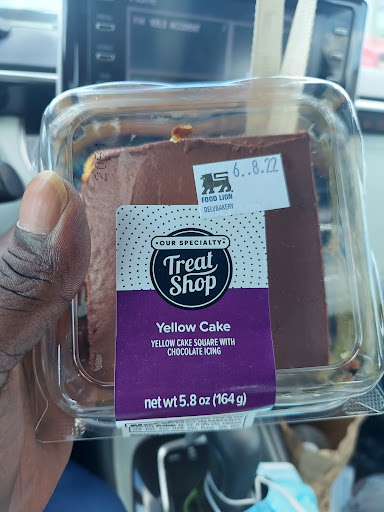 6..8.22
FOOD LION
DELI/BAKERY
• OUR SPECIALTY •
Treat
Shop
Yellow Cake
YELLOW CAKE SQUARE WITH
CHOCOLATE ICING
net wt 5.8 oz (164 g)